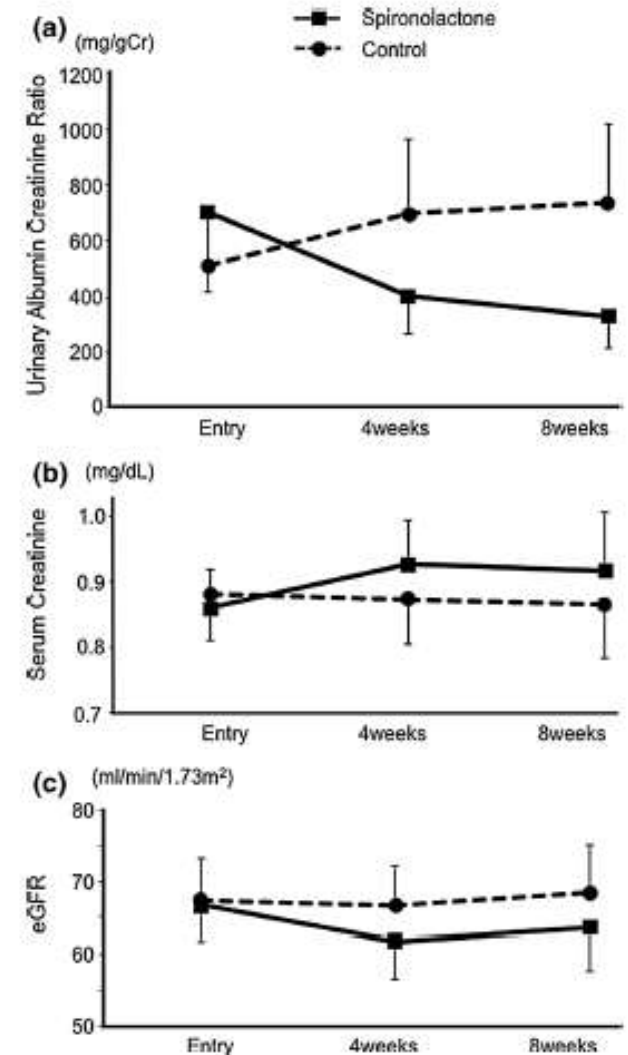 Spironolactone
Control
(a) (mg/gCr)
Urinary Albumin Creatinine Ratio
1200
1000
800
600
400
200
0
Entry 4weeks 8weeks
(b) (mg/dL)
Serum Creatinine
1.0
0.9
0.8
0.7
Entry 4weeks 8weeks
(c) (ml/min/1.73m²)
eGFR
80
70
60
50
Entry 4weeks 8weeks